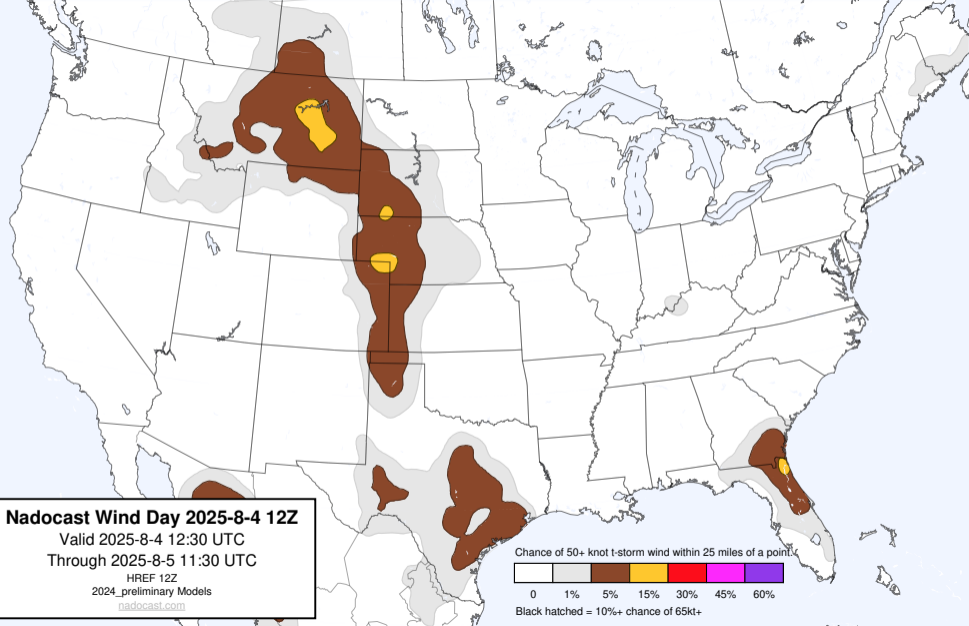 Nadocast Wind Day 2025-8-4 12Z
Valid 2025-8-4 12:30 UTC
Through 2025-8-5 11:30 UTC
HREF 12Z
2024_preliminary Models
nadocast.com
Chance of 50+ knot t-storm wind within 25 miles of a point.
0 1% 5% 15% 30% 45% 60%
Black hatched = 10%+ chance of 65kt+